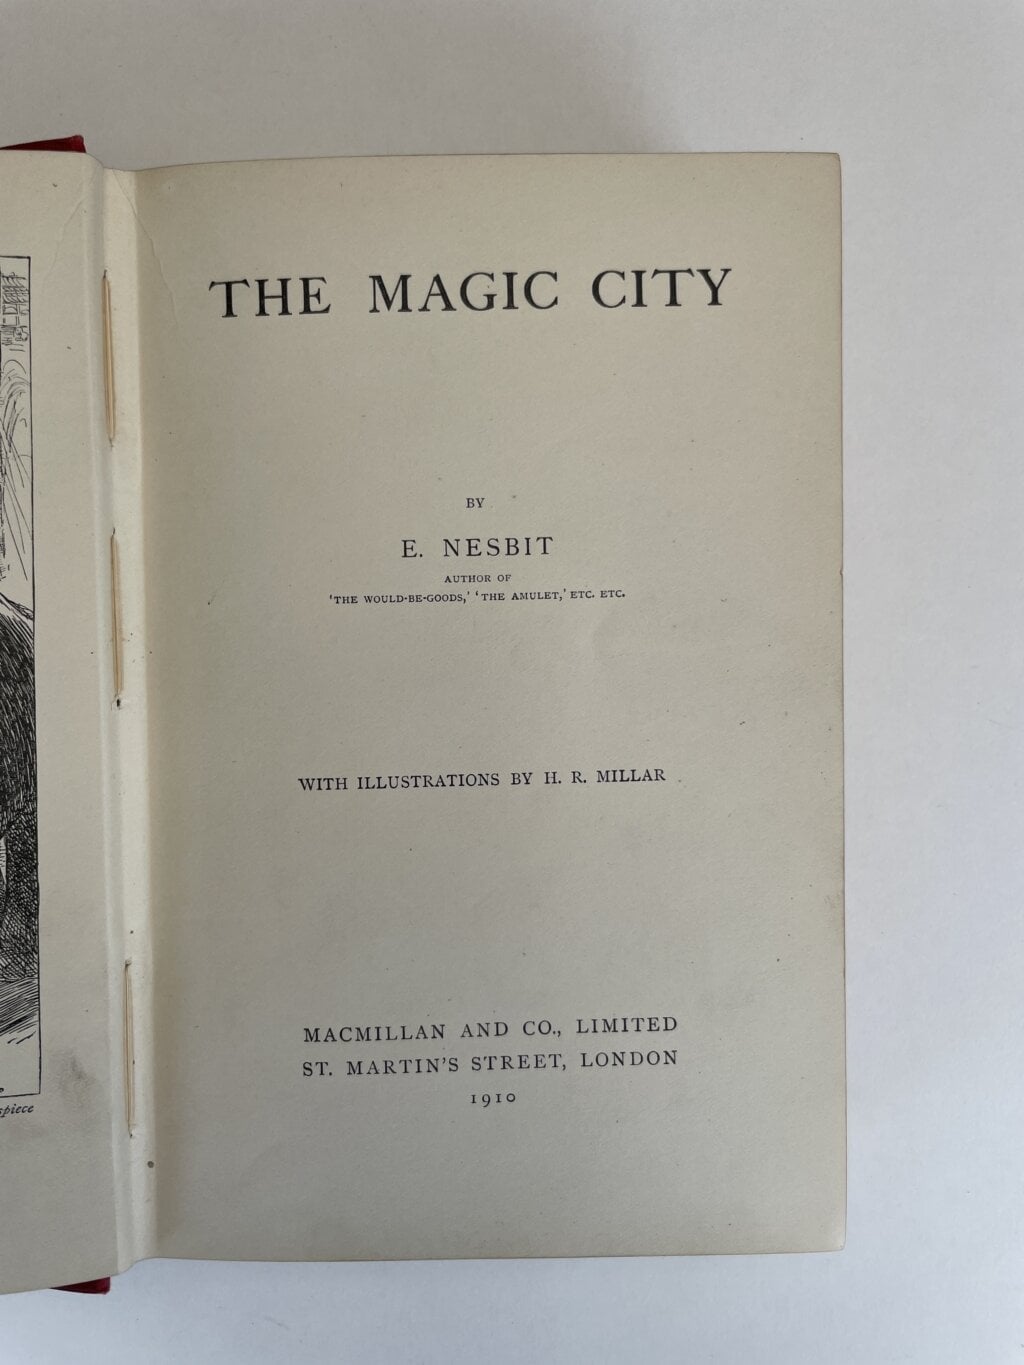 THE MAGIC CITY
BY
E. NESBIT
AUTHOR OF
'THE WOULD-BE-GOODS,' 'THE AMULET,' ETC. ETC.
WITH ILLUSTRATIONS BY H. R. MILLAR
MACMILLAN AND CO., LIMITED
ST. MARTIN'S STREET, LONDON
1910
spiece